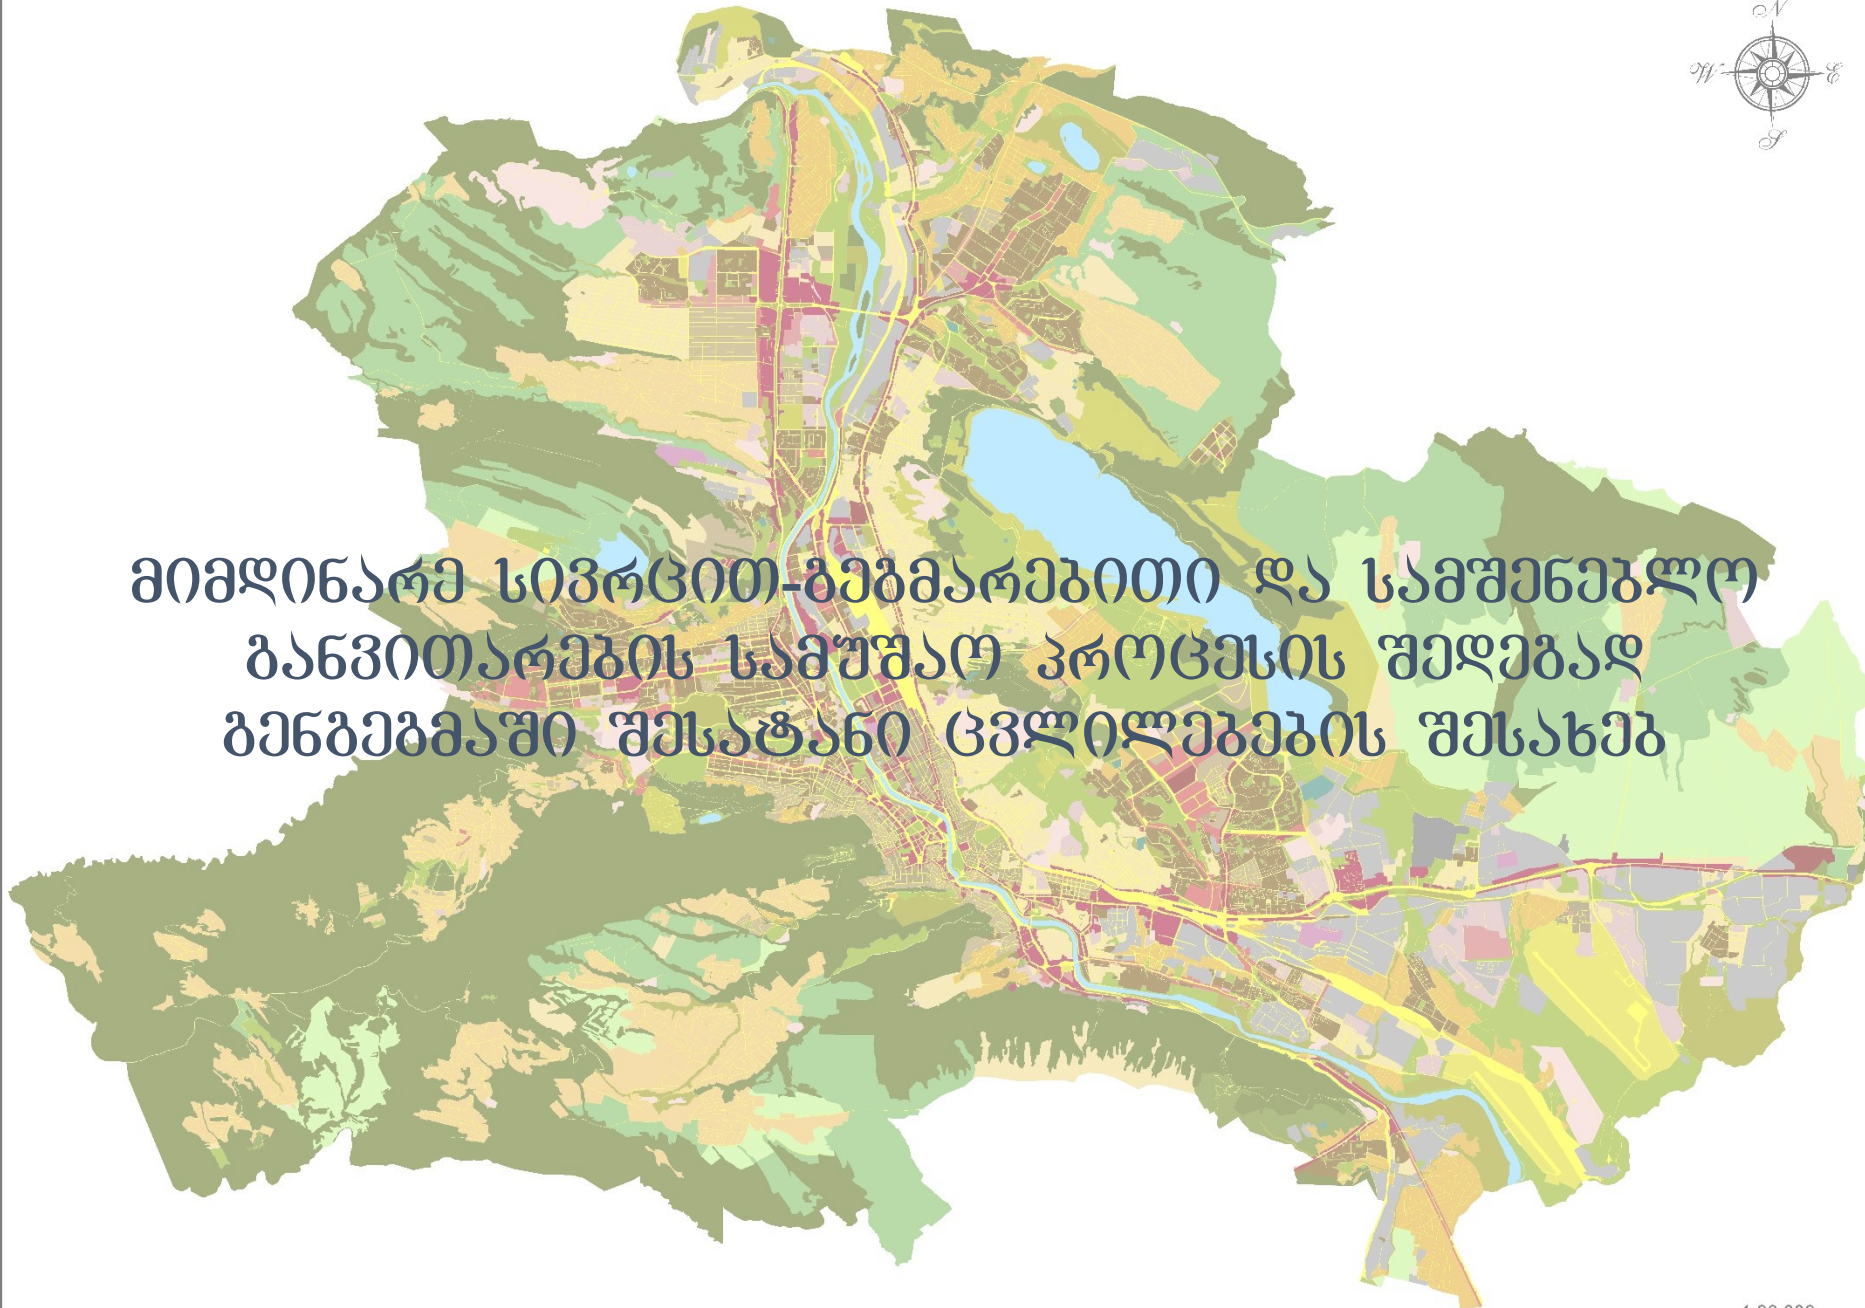 N
W E
S
მიმდინარე სივრცით-გეგმარებითი და სამშენებლო
განვითარების სამუშაო პროცესის შედეგად
გენგეგმაში შესატანი ცვლილებების შესახებ